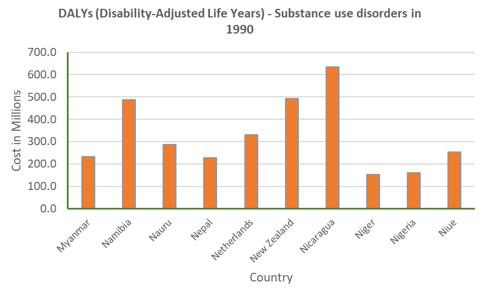 DALYs (Disability-Adjusted Life Years) - Substance use disorders in
1990
700.0
600.0
500.0
400.0
300.0
200.0
100.0
0.0
Cost in Millions
Myanmar
Namibia
Nauru
Nepal
Netherlands
New Zealand
Nicaragua
Niger
Nigeria
Niue
Country